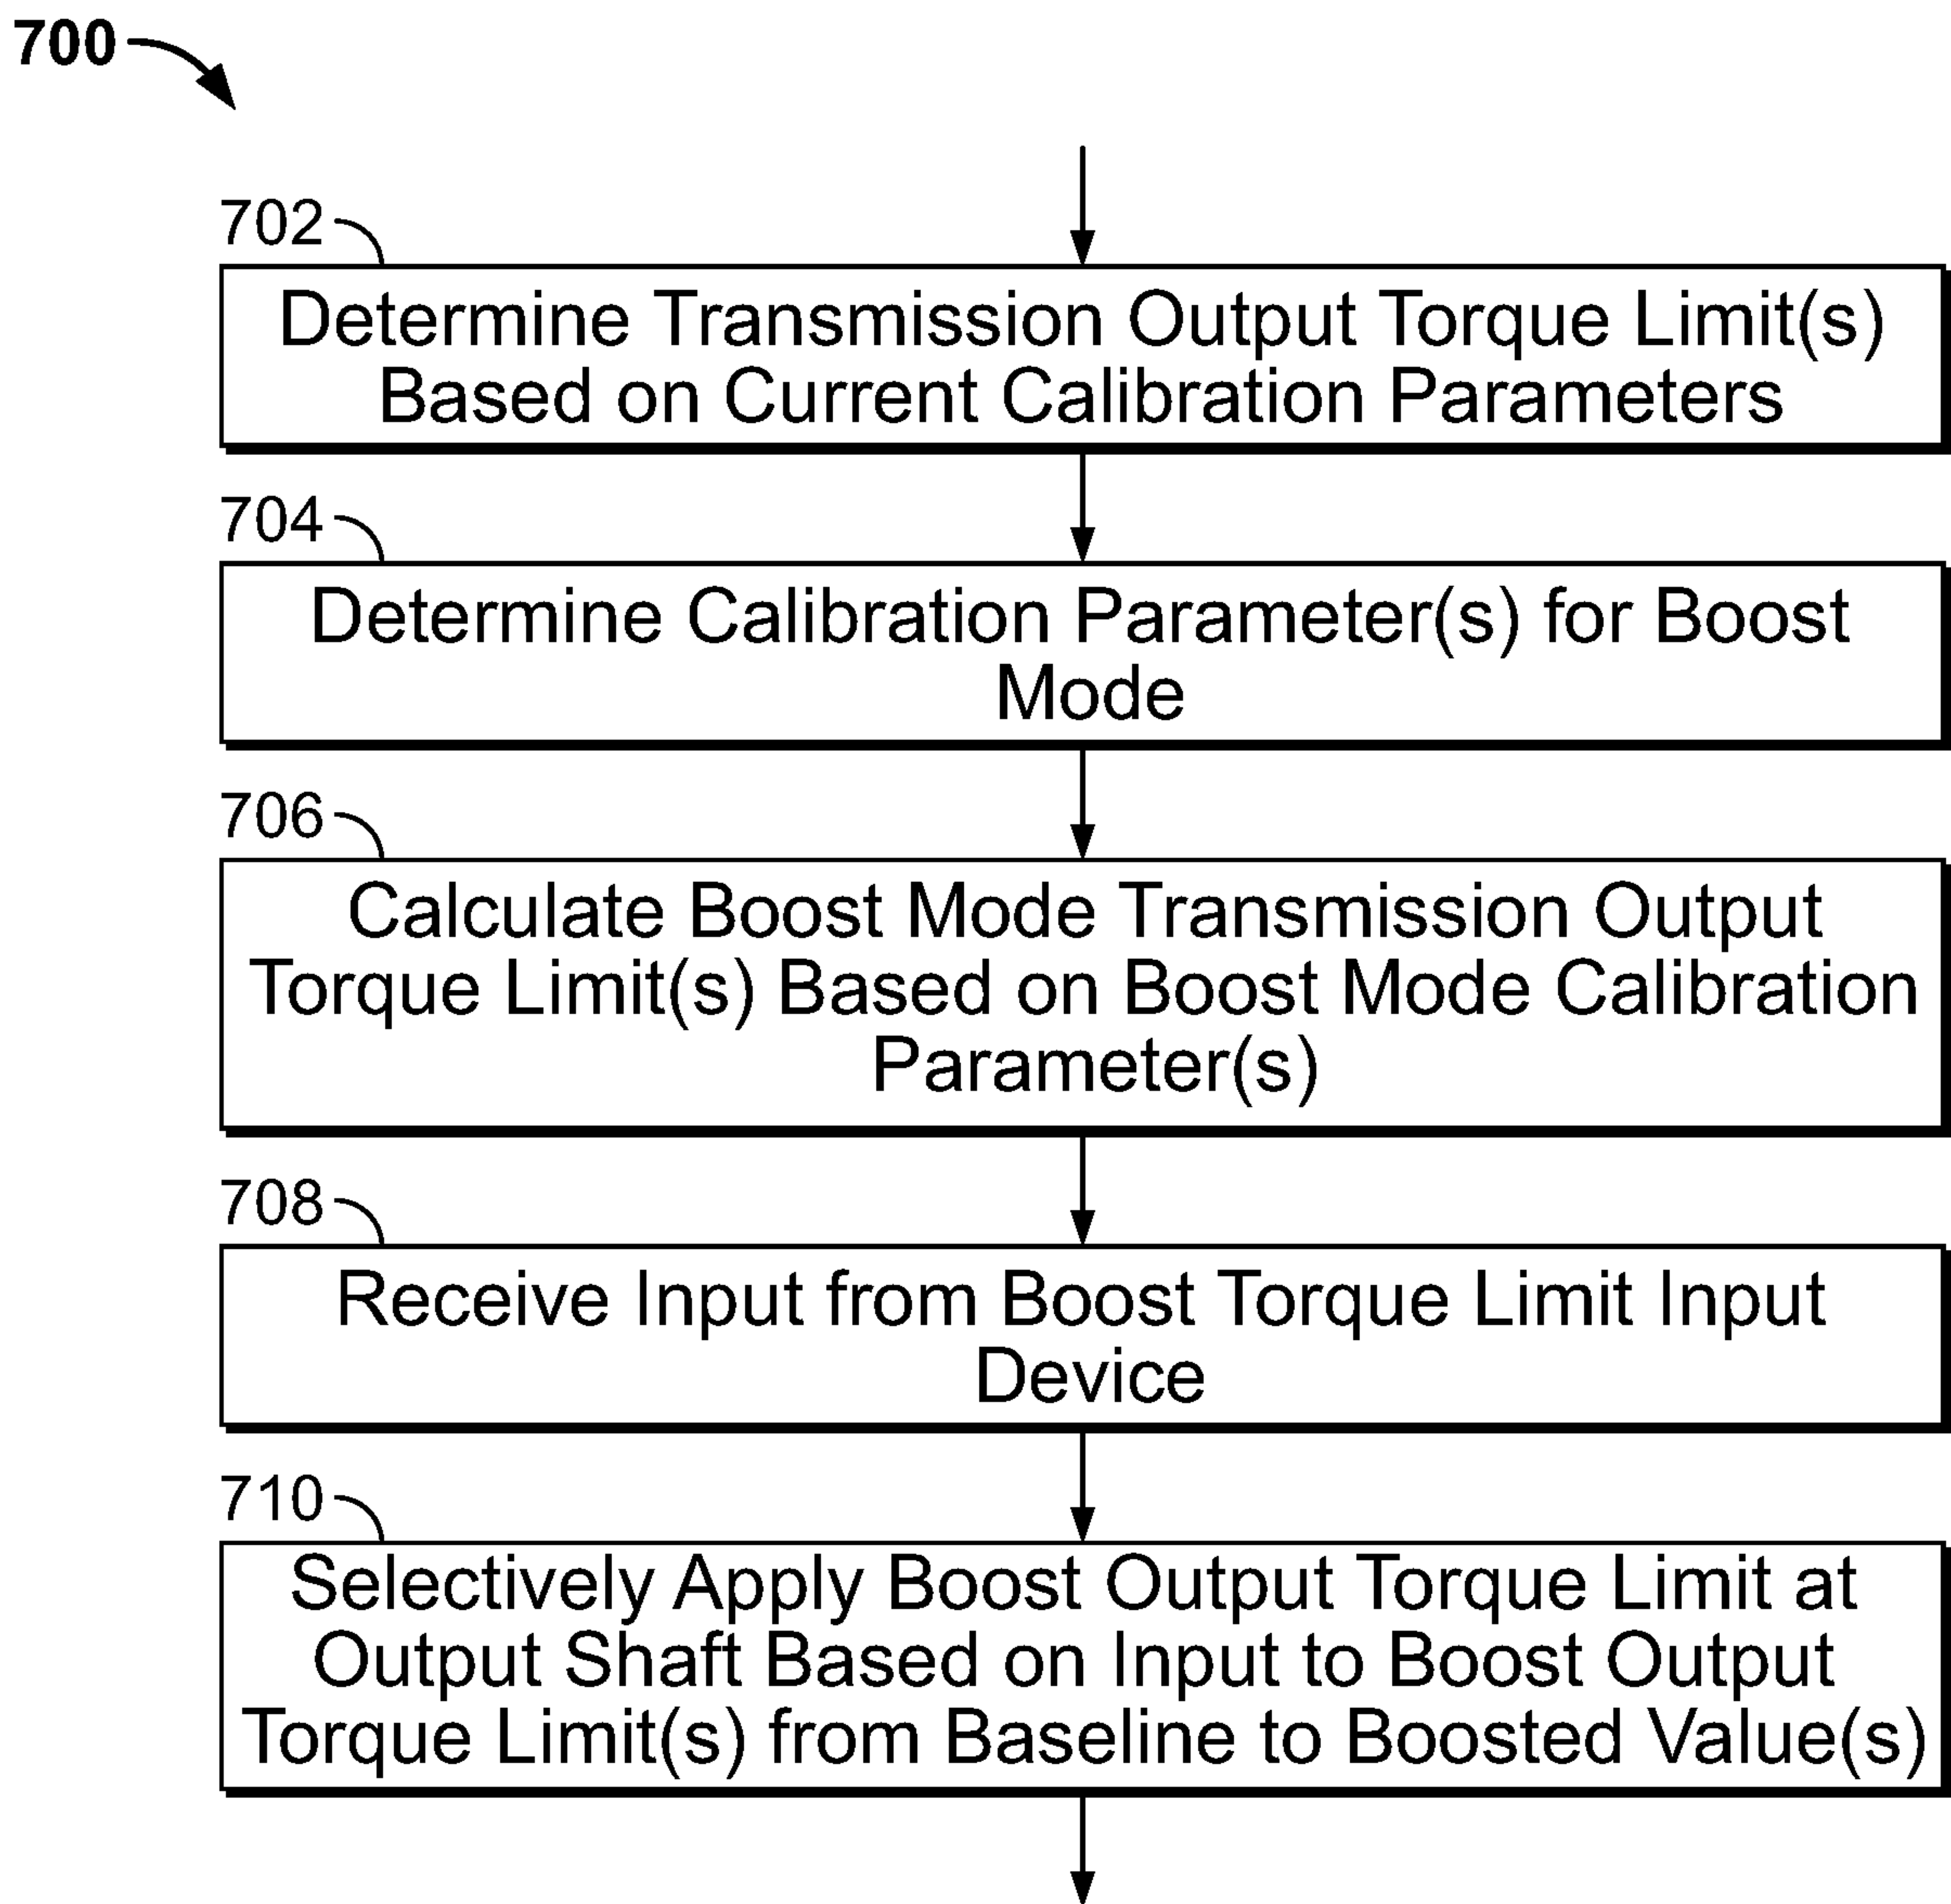 700
702
Determine Transmission Output Torque Limit(s)
Based on Current Calibration Parameters
704
Determine Calibration Parameter(s) for Boost
Mode
706
Calculate Boost Mode Transmission Output
Torque Limit(s) Based on Boost Mode Calibration
Parameter(s)
708
Receive Input from Boost Torque Limit Input
Device
710
Selectively Apply Boost Output Torque Limit at
Output Shaft Based on Input to Boost Output
Torque Limit(s) from Baseline to Boosted Value(s)